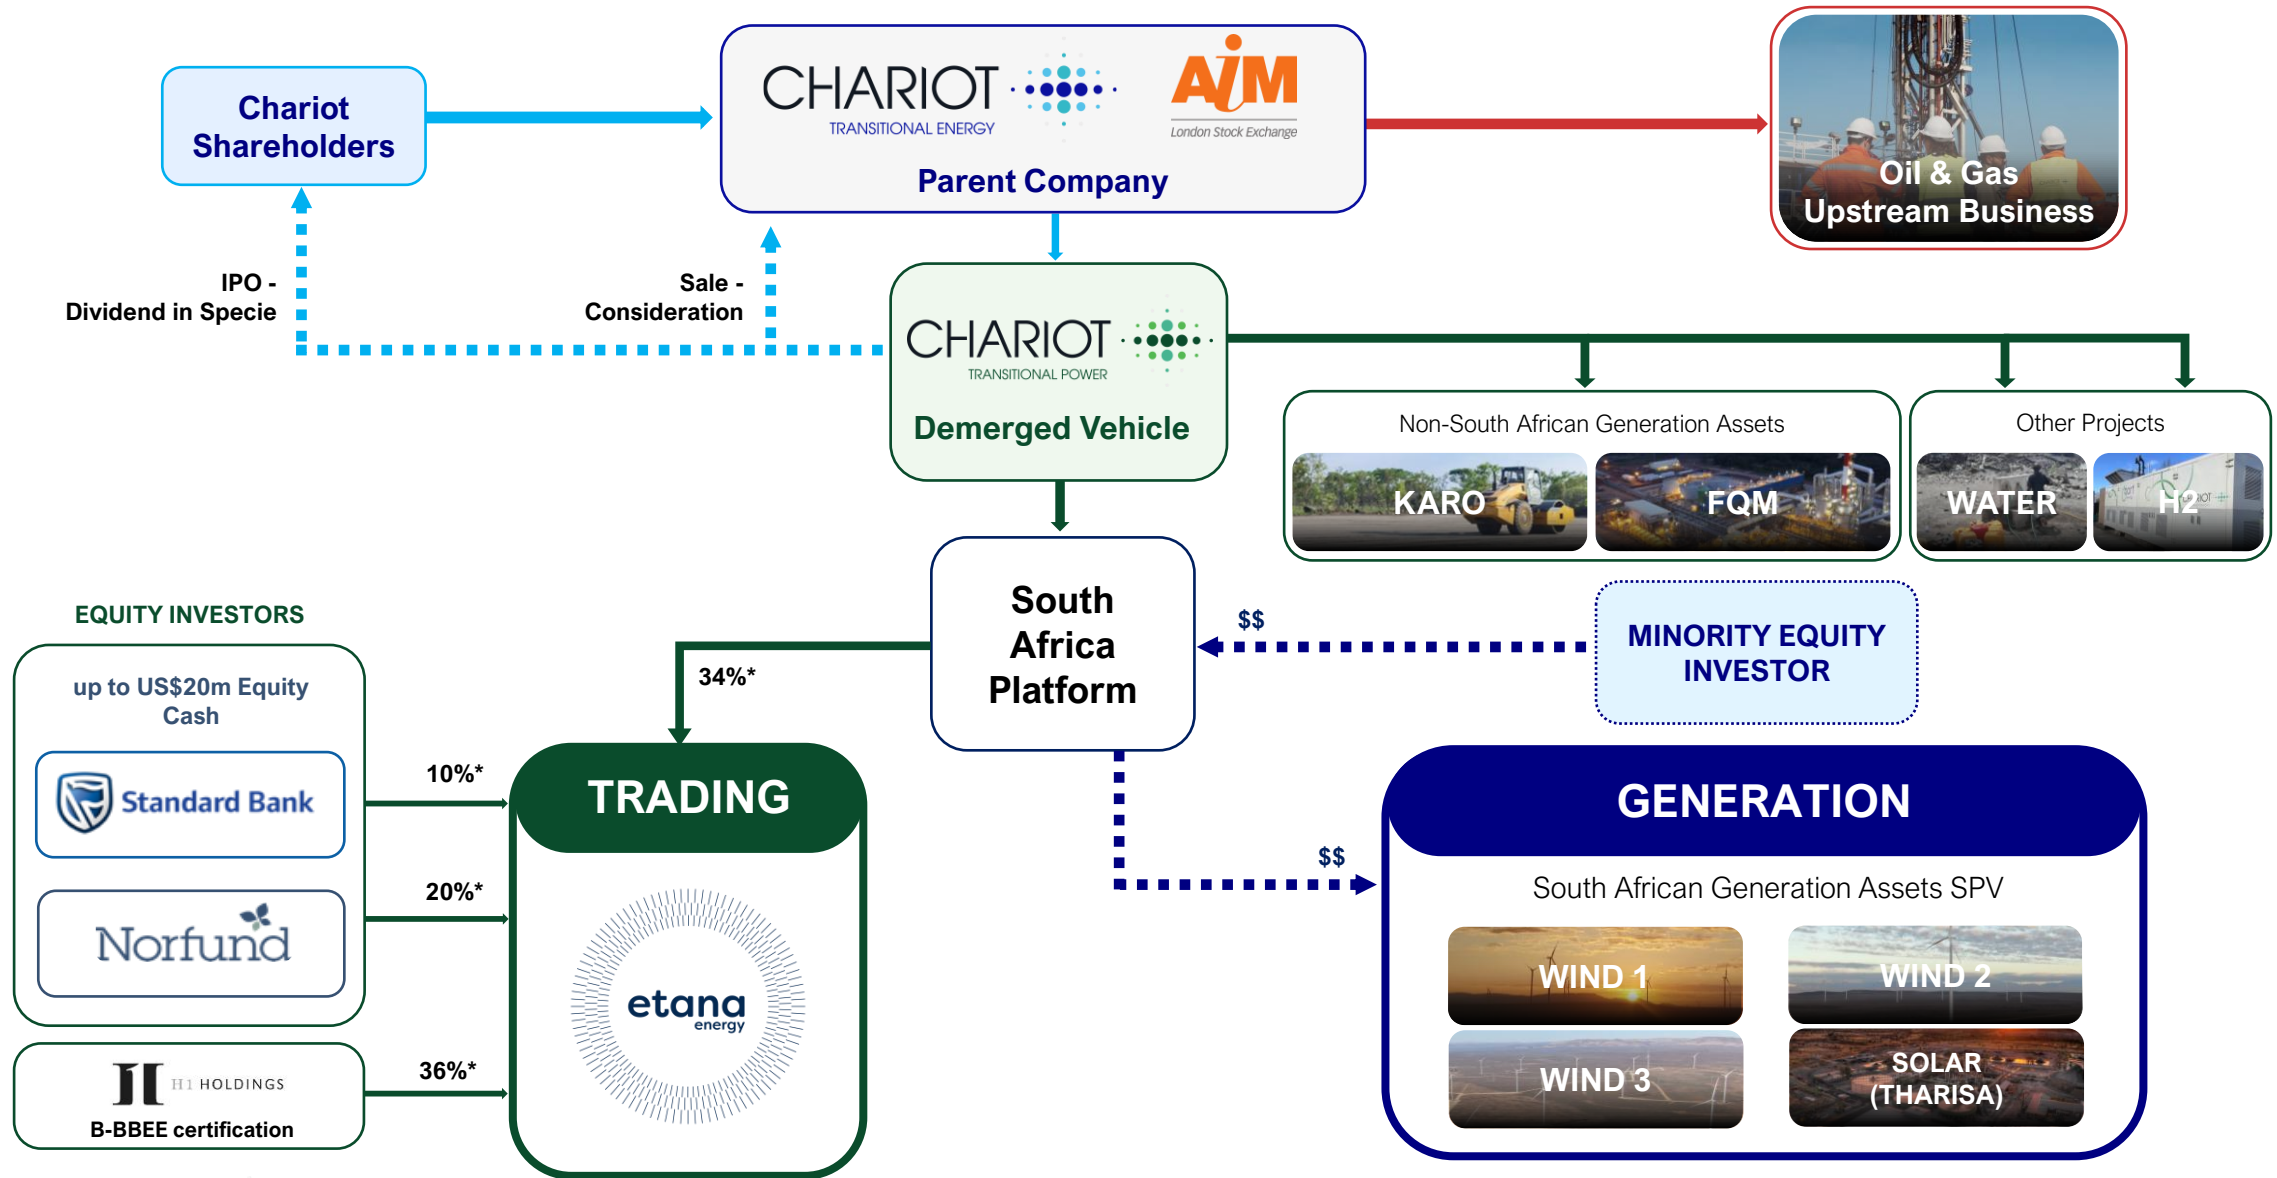 Chariot
Shareholders
CHARIOT
TRANSITIONAL ENERGY
AiM
London Stock Exchange
Parent Company
Oil & Gas
Upstream Business
IPO -
Dividend in Specie
Sale -
Consideration
CHARIOT
TRANSITIONAL POWER
Demerged Vehicle
Non-South African Generation Assets
KARO
FQM
Other Projects
WATER
H2
South
Africa
Platform
$$
MINORITY EQUITY
INVESTOR
EQUITY INVESTORS
up to US$20m Equity
Cash
Standard Bank
Norfund
H1 HOLDINGS
B-BBEE certification
10%*
20%*
36%*
34%*
TRADING
etana
energy
$$
GENERATION
South African Generation Assets SPV
WIND 1
WIND 2
WIND 3
SOLAR
(THARISA)